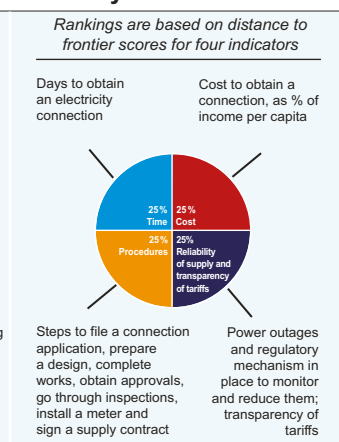 Rankings are based on distance to
frontier scores for four indicators
Days to obtain
an electricity
connection
Cost to obtain a
connection, as % of
income per capita
25%
Time
25%
Cost
25%
Procedures
25%
Reliability
of supply and
transparency
of tariffs
Steps to file a connection
application, prepare
a design, complete
works, obtain approvals,
go through inspections,
install a meter and
sign a supply contract
Power outages
and regulatory
mechanism in
place to monitor
and reduce them;
transparency of
tariffs